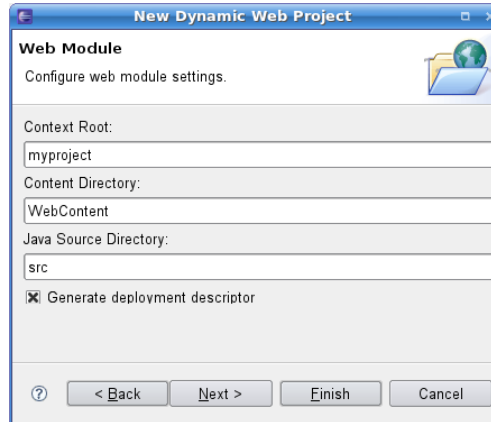 New Dynamic Web Project
Web Module
Configure web module settings.
Context Root:
myproject
Content Directory:
WebContent
Java Source Directory:
src
Generate deployment descriptor
< Back Next > Finish Cancel